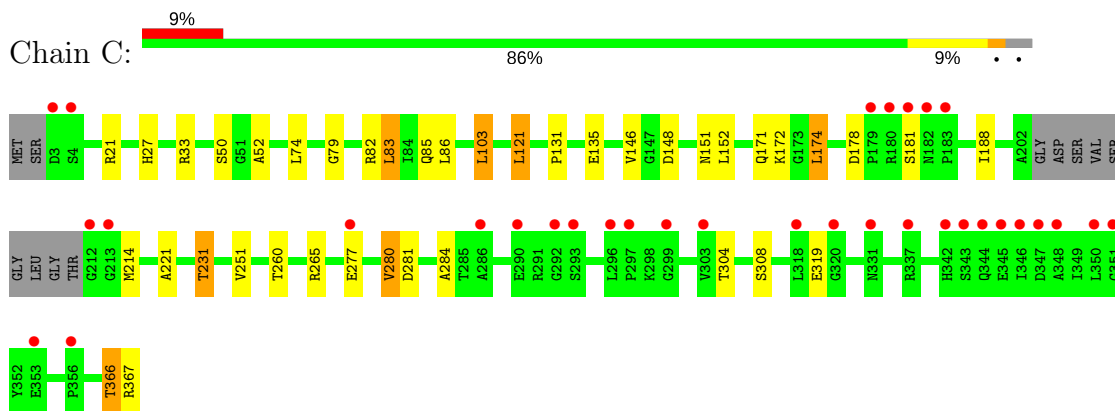 9%
Chain C:
86% 9% • •
MET SER D3 S4 R21 H27 R33 S50 G51 A52 L74 G79 R82 L83 I84 Q85 L86 L103 L121 P131 E135 V146 G147 D148 N151 L152 Q171 K172 G173 L174 D178 P179 R180 S181 N182 P183 I188 A202 GLY ASP SER VAL SER
GLY LEU GLY THR G212 G213 M214 A221 T231 V251 T260 R265 E277 V280 D281 A284 T285 A286 E290 R291 G292 S293 L296 P297 K298 G299 V303 T304 S308 L318 E319 G320 N331 R337 H342 S343 Q344 E345 I346 D347 A348 I349 L350 G351
Y352 E353 P356 T366 R367